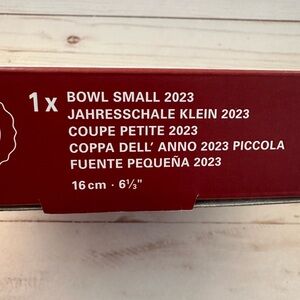 1x BOWL SMALL 2023
JAHRESSCHALE KLEIN 2023
COUPE PETITE 2023
COPPA DELL' ANNO 2023 PICCOLA
FUENTE PEQUEÑA 2023
16 cm · 6⅓"